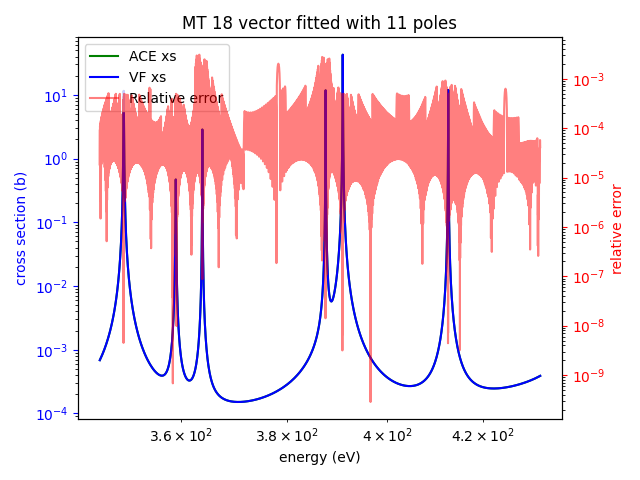 MT 18 vector fitted with 11 poles
ACE xs
VF xs
Relative error
cross section (b)
10¹
10⁰
10⁻¹
10⁻²
10⁻³
10⁻⁴
10⁻³
10⁻⁴
10⁻⁵
10⁻⁶
10⁻⁷
10⁻⁸
10⁻⁹
relative error
3.6 × 10²
3.8 × 10²
4 × 10²
4.2 × 10²
energy (eV)